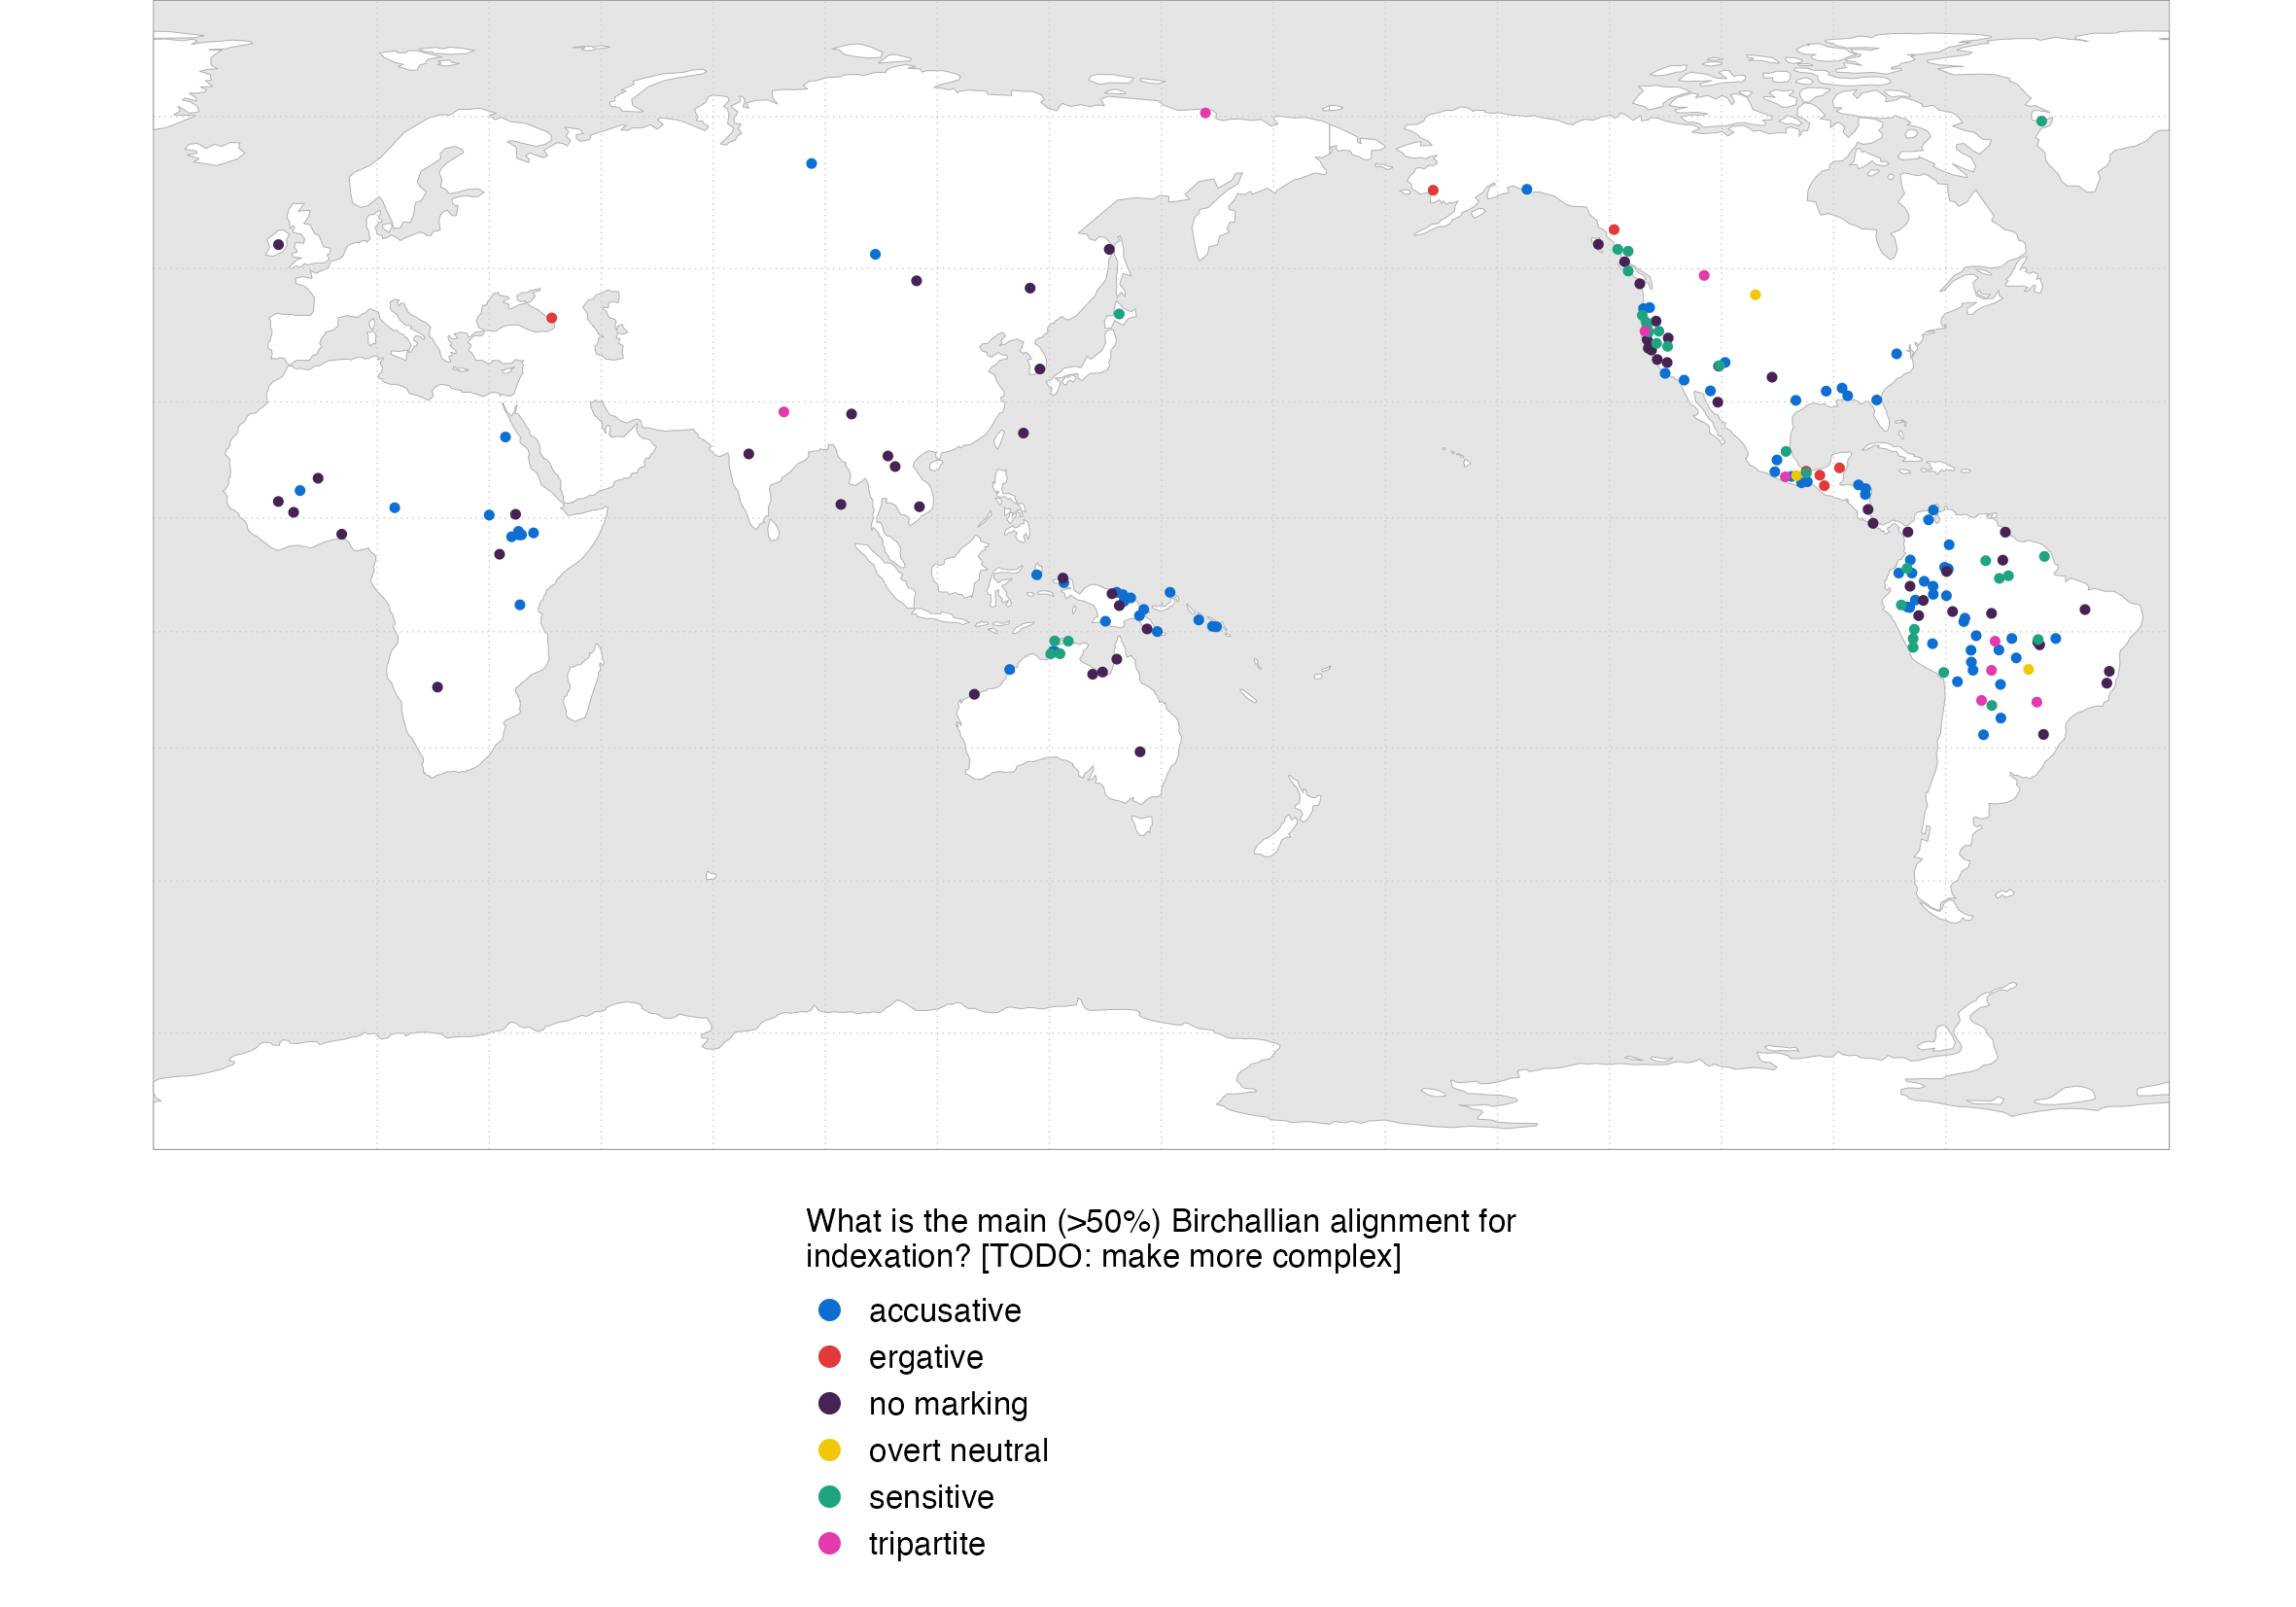 What is the main (>50%) Birchallian alignment for
indexation? [TODO: make more complex]
accusative
ergative
no marking
overt neutral
sensitive
tripartite